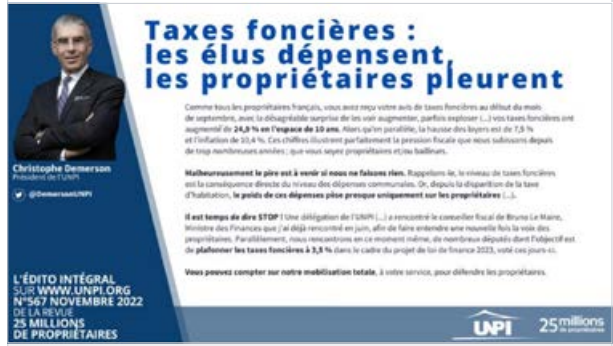 Taxes foncières :
les élus dépensent,
les propriétaires pleurent
Comme tous les propriétaires français, vous avez reçu votre avis de taxes foncières au début du mois
de septembre, avec la désagréable surprise de les voir augmenter, parfois exploser (...) vos taxes foncières ont
augmenté de 24,9 % en l'espace de 10 ans. Alors qu'en parallèle, la hausse des loyers est de 7,6 %
et l'inflation de 10,4 %. Ces chiffres illustrent parfaitement la pression fiscale que nous subissons depuis
de trop nombreuses années ; que vous soyez propriétaires et/ou bailleurs.
Malheureusement le pire est à venir si nous ne faisons rien. Rappelons-le, le niveau de taxes foncières
est la conséquence directe du niveau des dépenses communales. Or, depuis la disparition de la taxe
d'habitation, le poids de ces dépenses pèse presque uniquement sur les propriétaires (...).
Il est temps de dire STOP ! Une délégation de l'UNPI (...) a rencontré le conseiller fiscal de Bruno Le Maire,
Ministre des Finances que j'ai déjà rencontré en juin, afin de faire entendre une nouvelle fois la voix des
propriétaires. Parallèlement, nous rencontrons en ce moment même, de nombreux députés dont l'objectif est
de plafonner les taxes foncières à 3,5 % dans le cadre du projet de loi de finance 2023, voté ces jours-ci.
Vous pouvez compter sur notre mobilisation totale, à votre service, pour défendre les propriétaires.
Christophe Demerson
Président de l'UNPI
@DemersonUNPI
L'ÉDITO INTÉGRAL
SUR WWW.UNPI.ORG
N°567 NOVEMBRE 2022
DE LA REVUE
25 MILLIONS
DE PROPRIÉTAIRES
UNPI
25 millions
de propriétaires